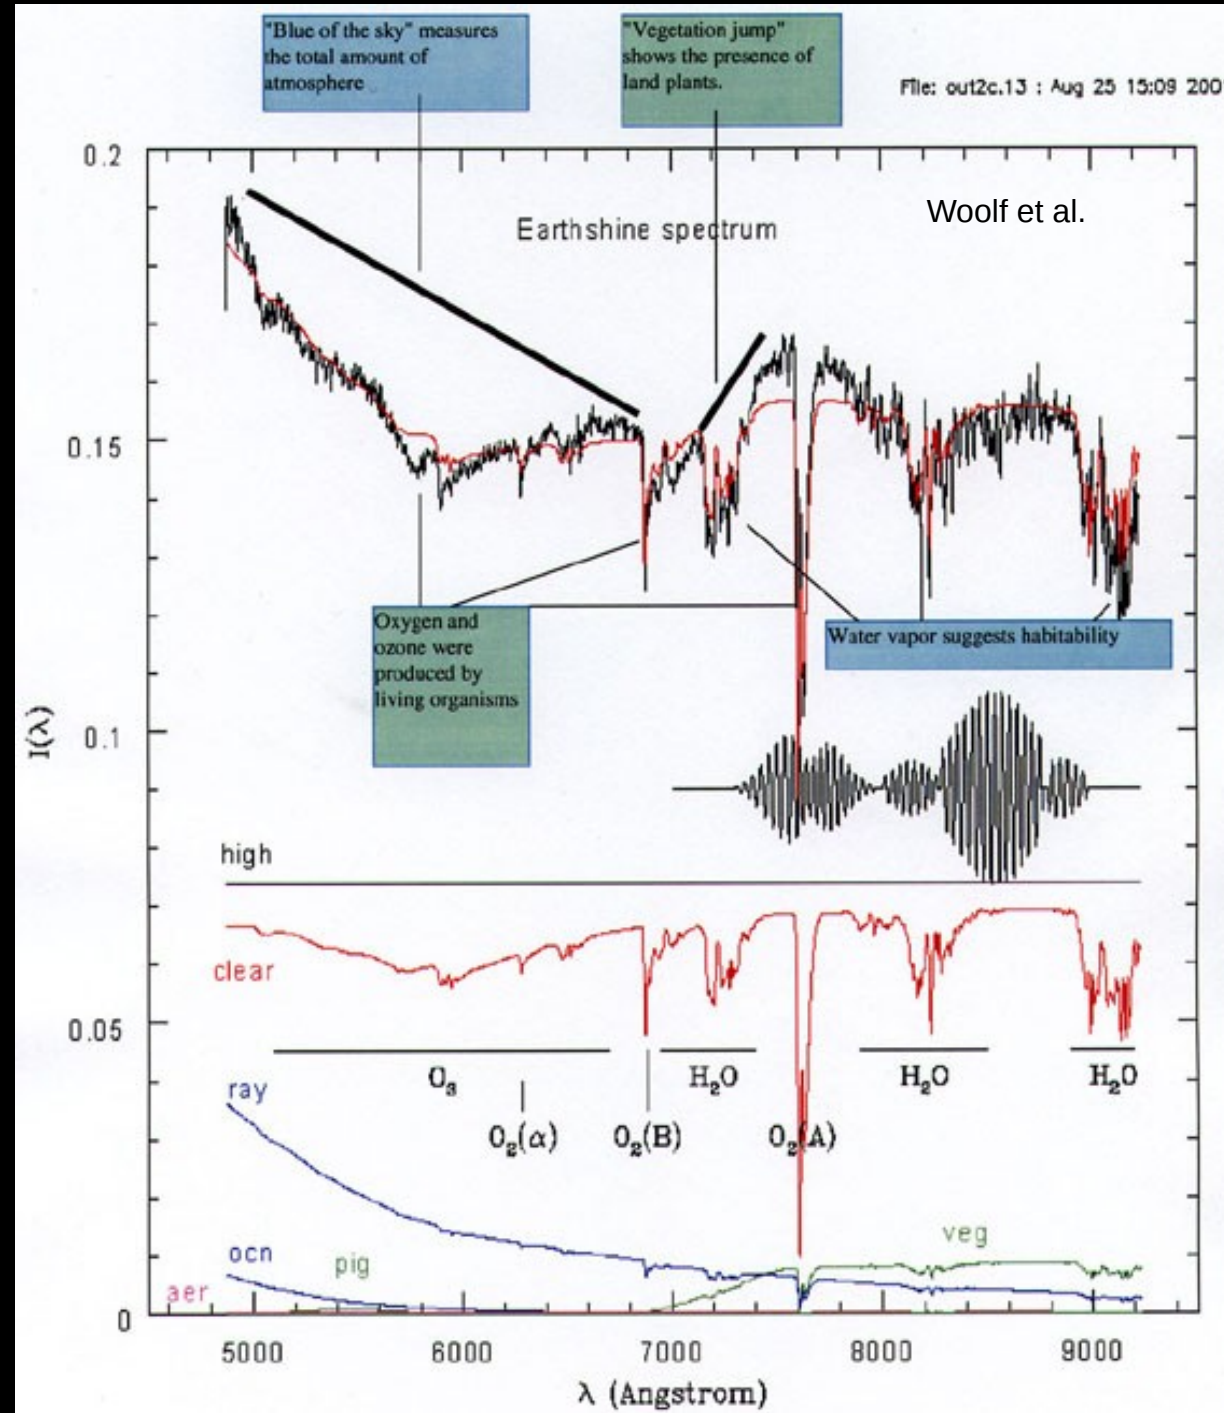 "Blue of the sky" measures
the total amount of
atmosphere
"Vegetation jump"
shows the presence of
land plants.
File: out2c.13 : Aug 25 15:09 200
0.2
Earthshine spectrum
Woolf et al.
0.15
Oxygen and
ozone were
produced by
living organisms
Water vapor suggests habitability
I(λ)
0.1
high
clear
0.05
O₃
H₂O
H₂O
H₂O
ray
O₂(α)
O₂(B)
O₂(A)
ocn
pig
veg
aer
0
5000
6000
7000
8000
9000
λ (Angstrom)